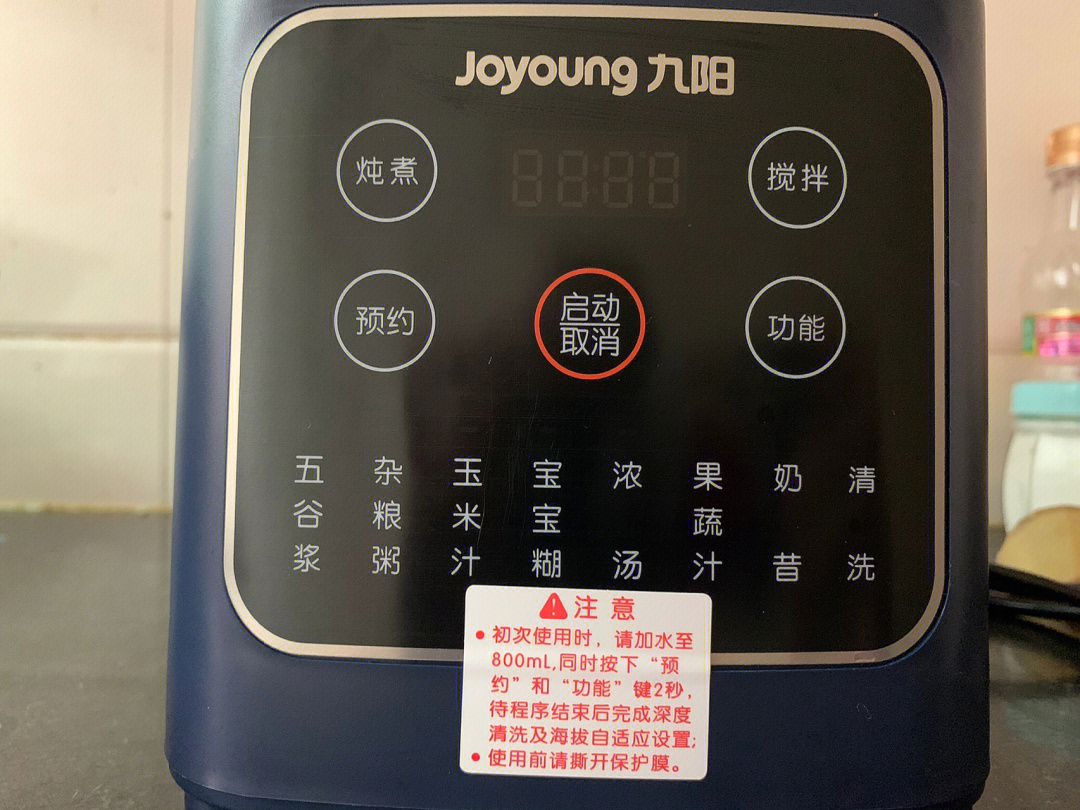 Joyoung 九阳
炖煮
88:88
搅拌
预约
启动
取消
功能
五谷浆
杂粮粥
玉米汁
宝宝糊
浓汤
果蔬汁
奶昔
清洗
注意
• 初次使用时，请加水至
800mL,同时按下“预
约”和“功能”键2秒，
待程序结束后完成深度
清洗及海拔自适应设置;
• 使用前请撕开保护膜。